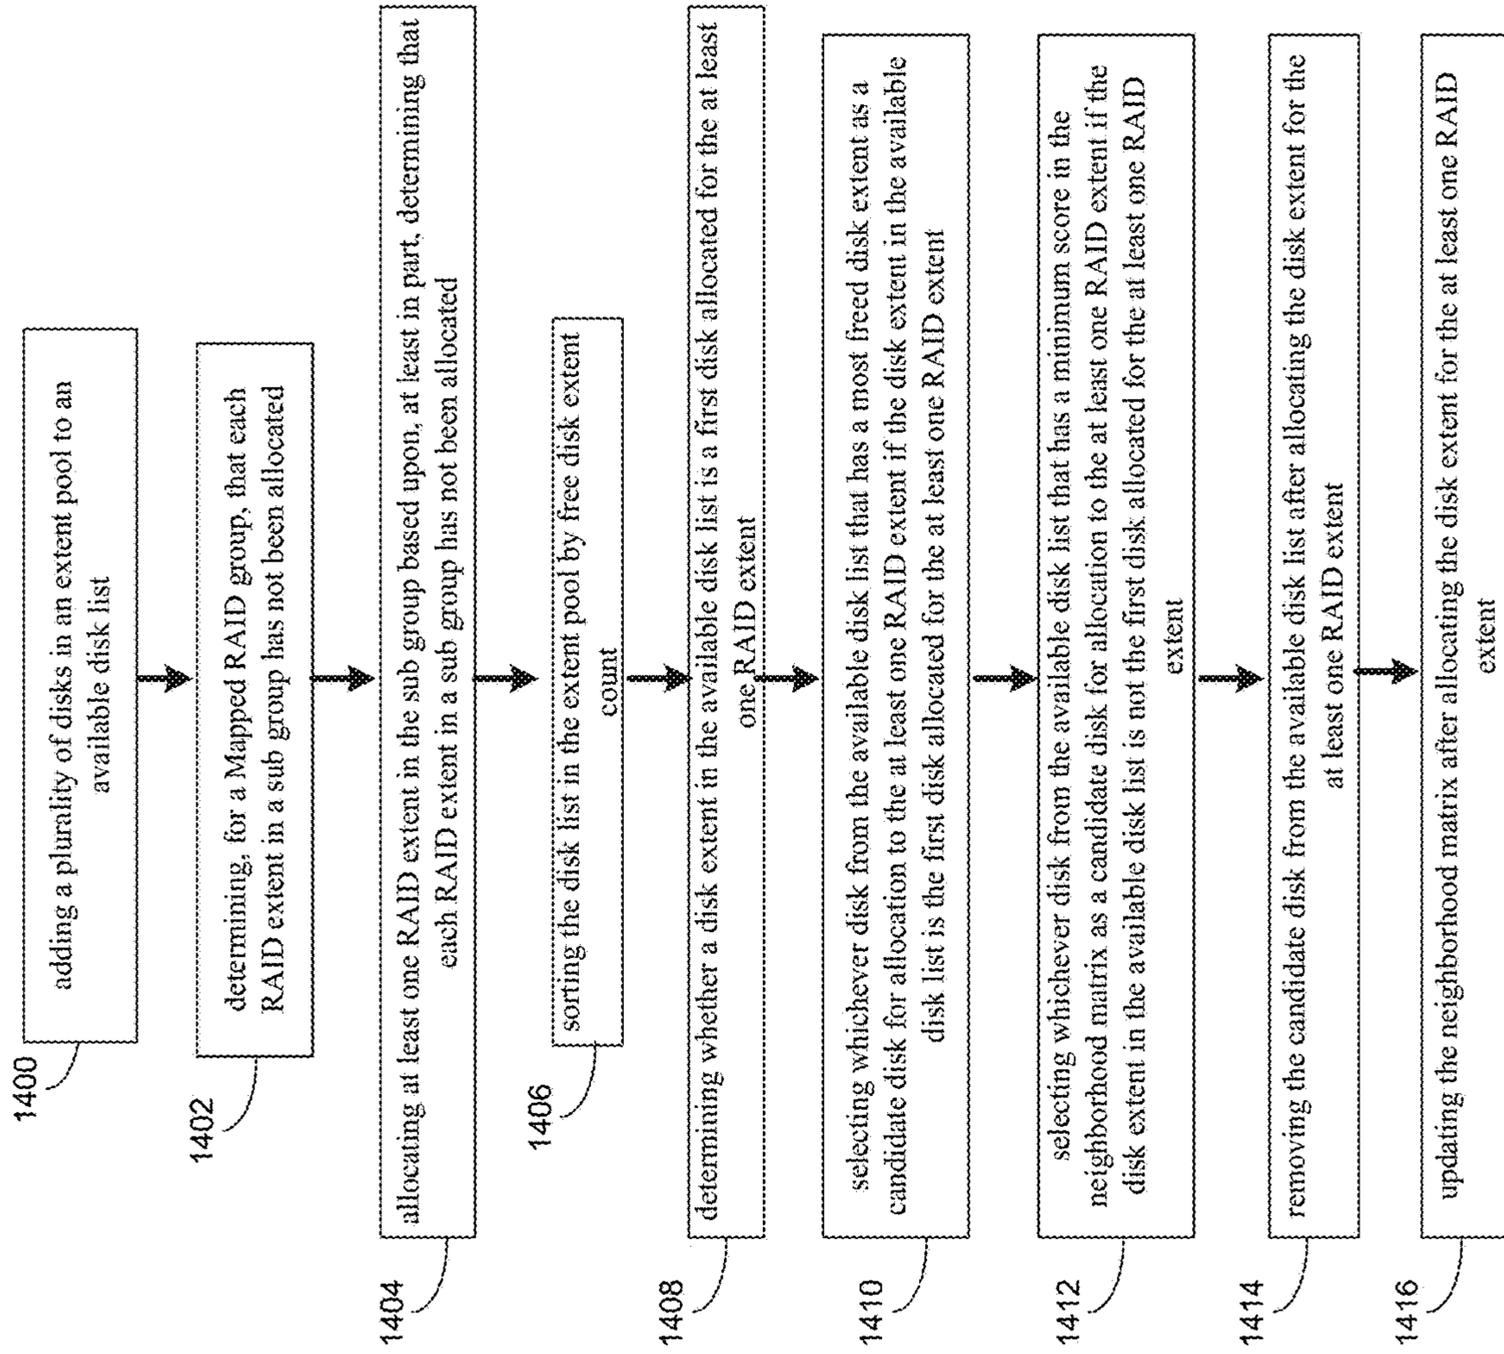 1400
adding a plurality of disks in an extent pool to an
available disk list
1402
determining, for a Mapped RAID group, that each
RAID extent in a sub group has not been allocated
1404
allocating at least one RAID extent in the sub group based upon, at least in part, determining that
each RAID extent in a sub group has not been allocated
1406
sorting the disk list in the extent pool by free disk extent
count
1408
determining whether a disk extent in the available disk list is a first disk allocated for the at least
one RAID extent
1410
selecting whichever disk from the available disk list that has a most freed disk extent as a
candidate disk for allocation to the at least one RAID extent if the disk extent in the available
disk list is the first disk allocated for the at least one RAID extent
1412
selecting whichever disk from the available disk list that has a minimum score in the
neighborhood matrix as a candidate disk for allocation to the at least one RAID extent if the
disk extent in the available disk list is not the first disk allocated for the at least one RAID
extent
1414
removing the candidate disk from the available disk list after allocating the disk extent for the
at least one RAID extent
1416
updating the neighborhood matrix after allocating the disk extent for the at least one RAID
extent